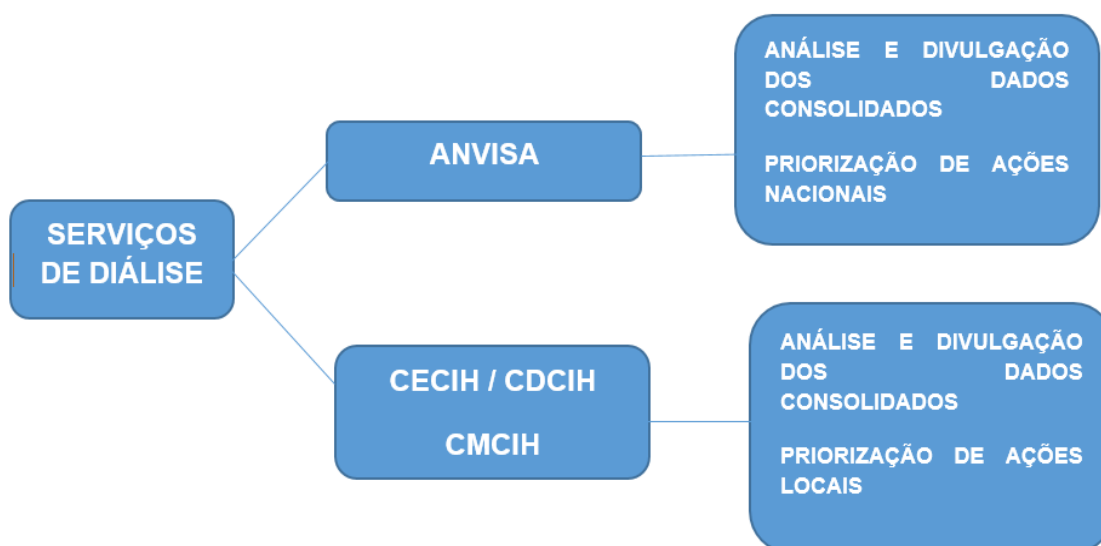 SERVIÇOS
DE DIÁLISE
ANVISA
ANÁLISE E DIVULGAÇÃO
DOS DADOS
CONSOLIDADOS
PRIORIZAÇÃO DE AÇÕES
NACIONAIS
CECIH / CDCIH
CMCIH
ANÁLISE E DIVULGAÇÃO
DOS DADOS
CONSOLIDADOS
PRIORIZAÇÃO DE AÇÕES
LOCAIS